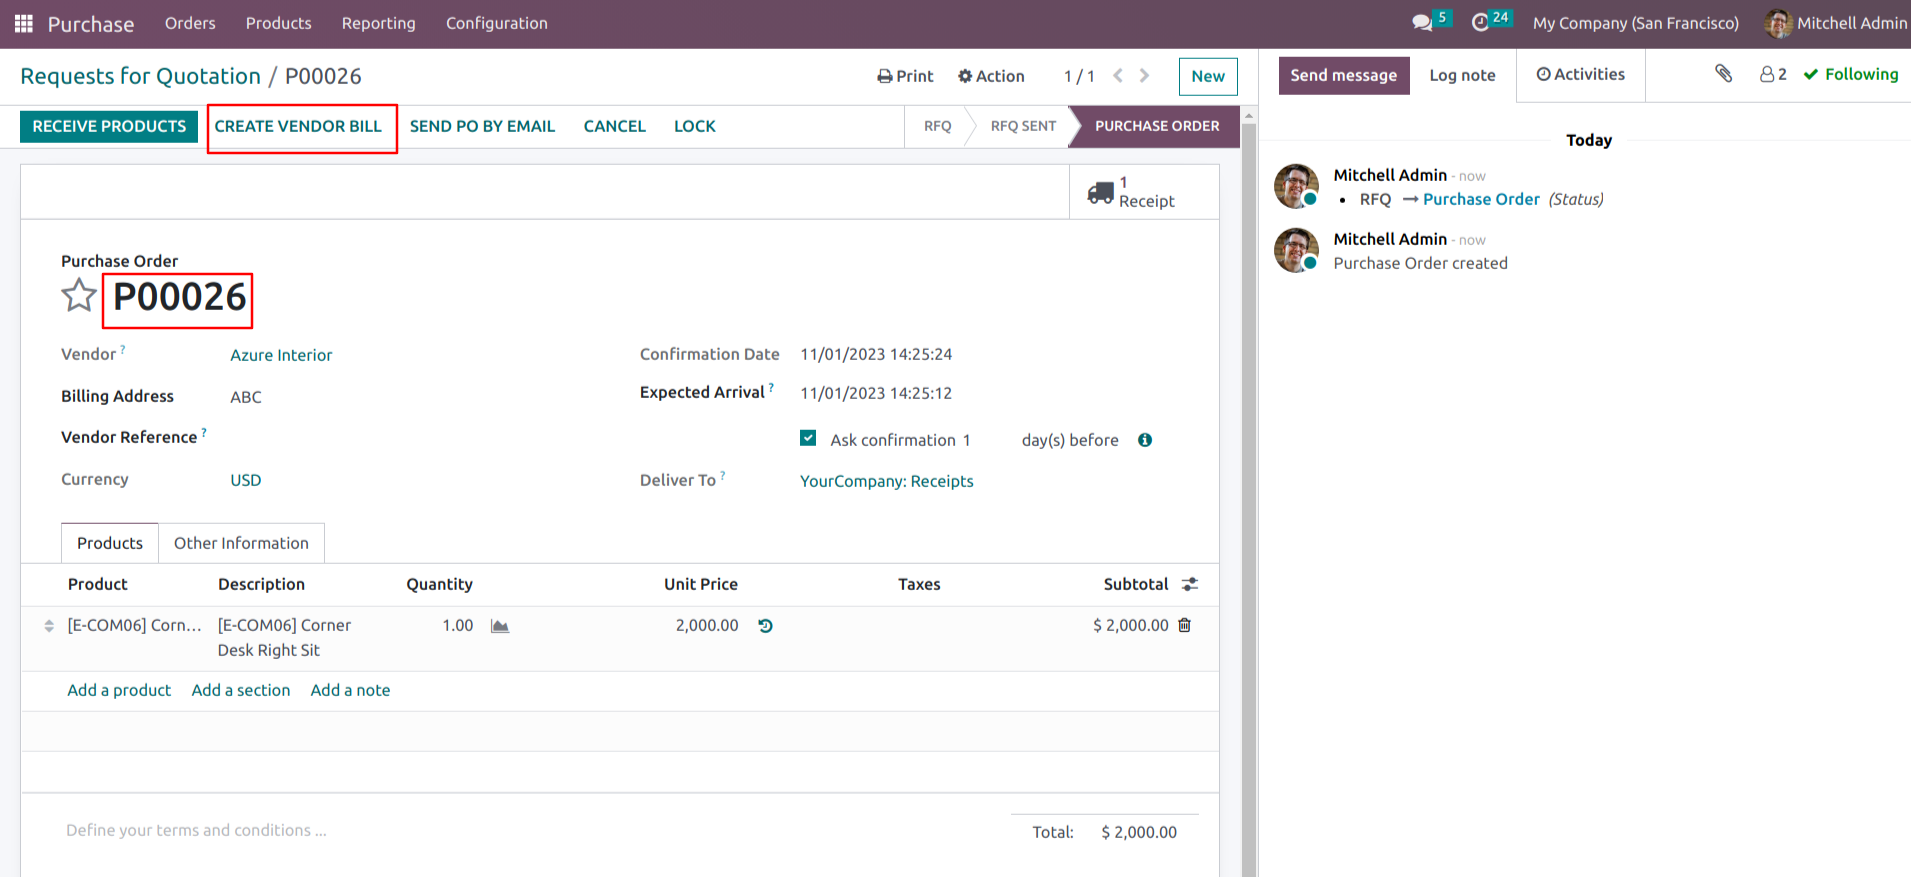 Purchase Orders Products Reporting Configuration 5 24 My Company (San Francisco) Mitchell Admin
Requests for Quotation / P00026 Print Action 1 / 1 New
RECEIVE PRODUCTS CREATE VENDOR BILL SEND PO BY EMAIL CANCEL LOCK RFQ RFQ SENT PURCHASE ORDER
1
Receipt
Purchase Order
P00026
Vendor ? Azure Interior
Billing Address ABC
Vendor Reference ?
Currency USD
Confirmation Date 11/01/2023 14:25:24
Expected Arrival ? 11/01/2023 14:25:12
Ask confirmation 1 day(s) before
Deliver To ? YourCompany: Receipts
Products Other Information
Product Description Quantity Unit Price Taxes Subtotal
[E-COM06] Corn... [E-COM06] Corner 1.00 2,000.00 $ 2,000.00
Desk Right Sit
Add a product Add a section Add a note
Define your terms and conditions ...
Total: $ 2,000.00
Send message Log note Activities 2 Following
Today
Mitchell Admin - now
• RFQ → Purchase Order (Status)
Mitchell Admin - now
Purchase Order created